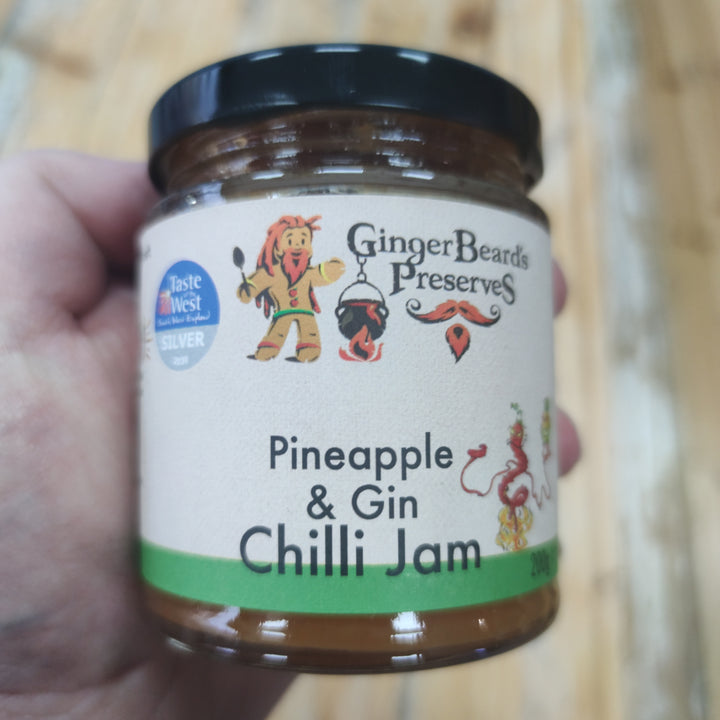 GingerBeard's
Preserves
Taste
of the
West
SILVER
Pineapple
& Gin
Chilli Jam
200g